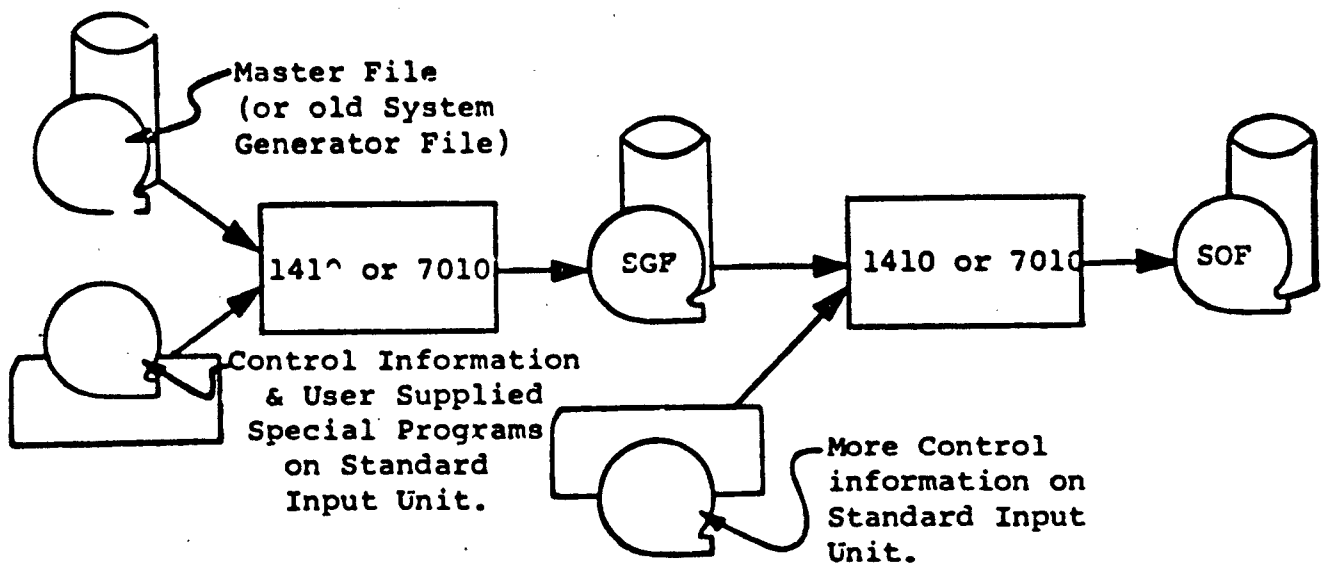 Master File
(or old System
Generator File)
141^ or 7010
SGF
1410 or 7010
SOF
Control Information
& User Supplied
Special Programs
on Standard
Input Unit.
More Control
information on
Standard Input
Unit.